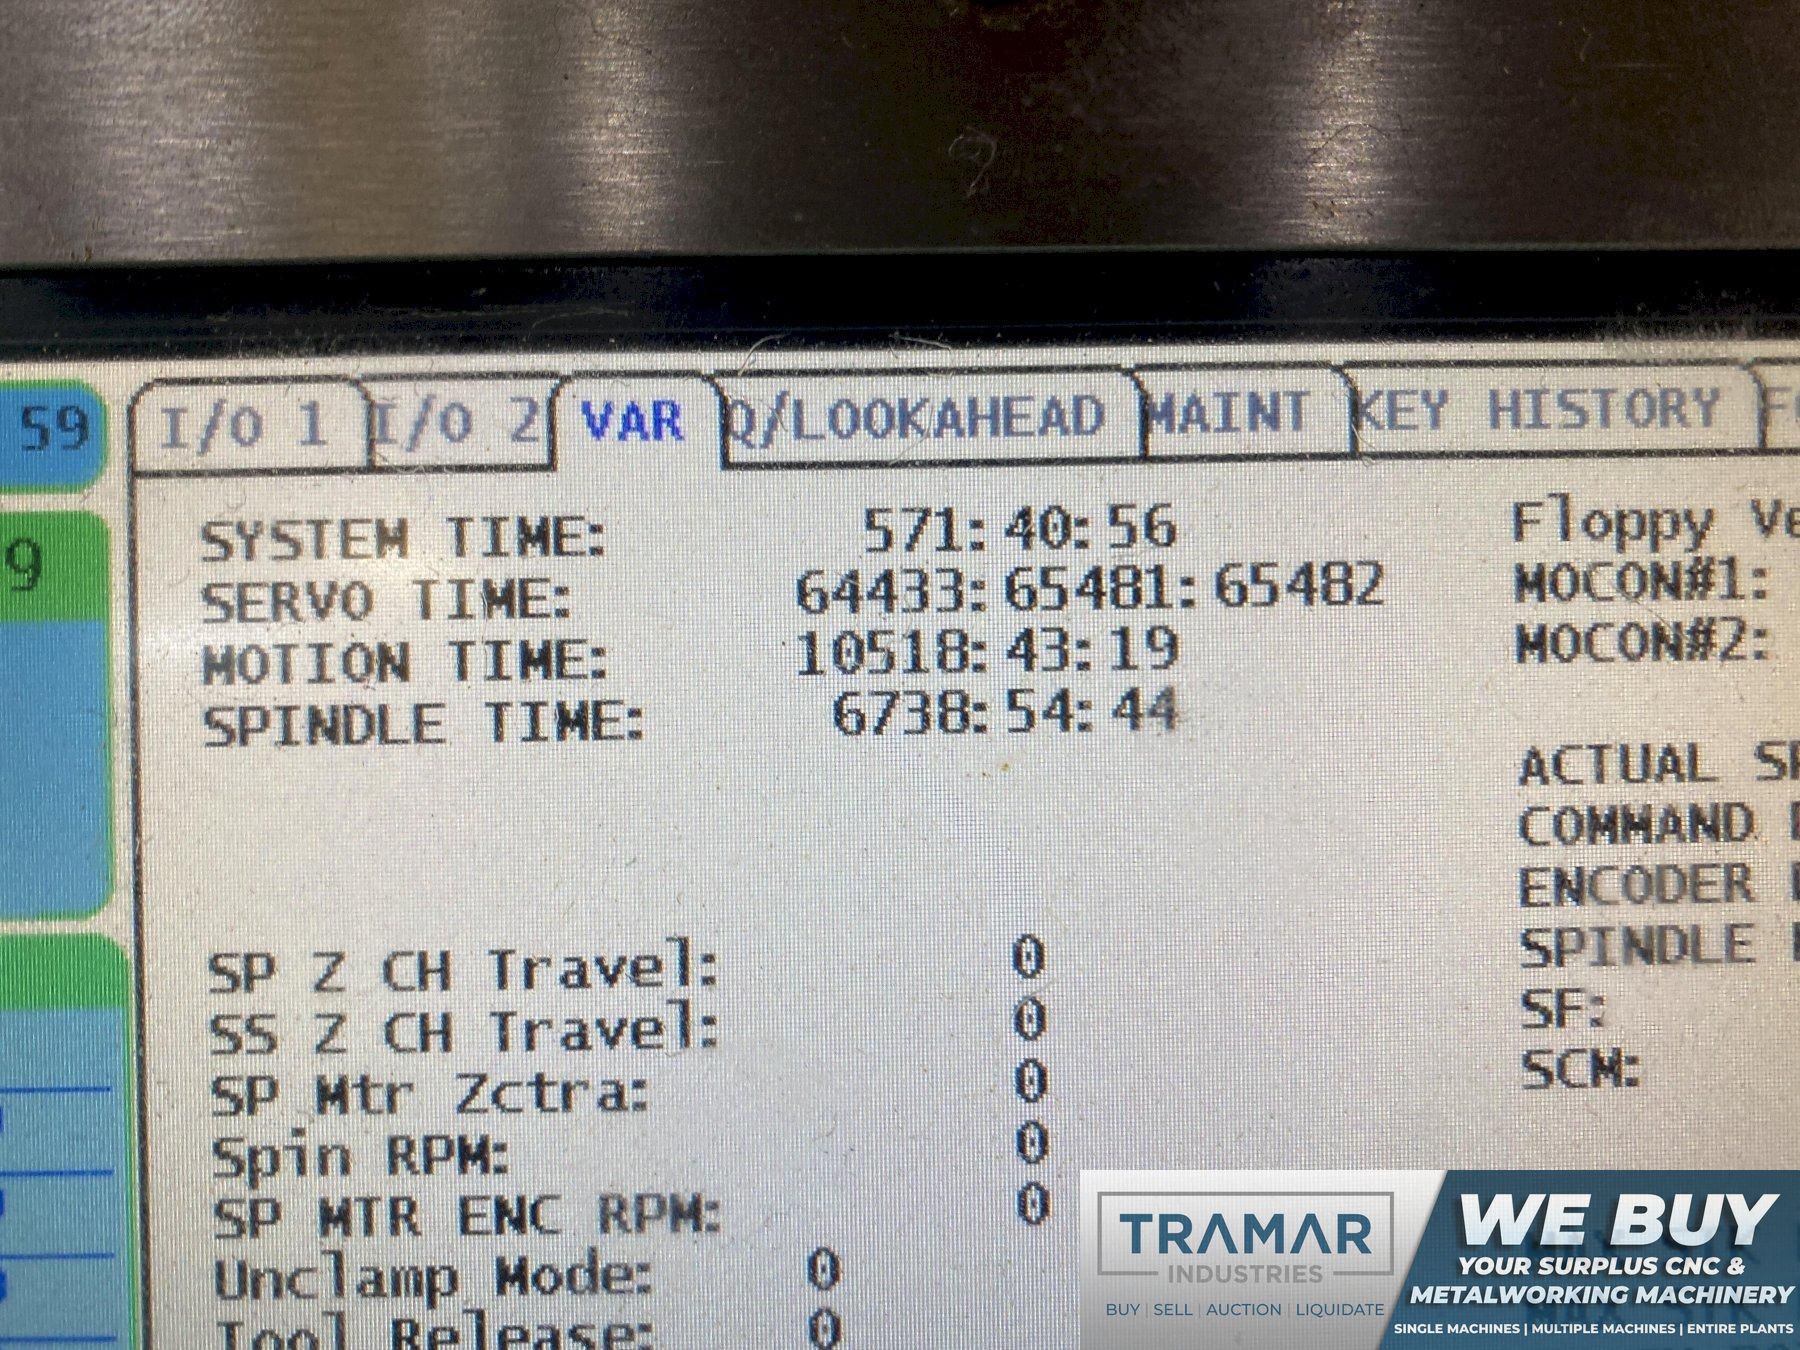 59
9
I/O 1 I/O 2 VAR Q/LOOKAHEAD MAINT KEY HISTORY
SYSTEM TIME: 571:40:56
SERVO TIME: 64433:65481:65482
MOTION TIME: 10518:43:19
SPINDLE TIME: 6738:54:44
SP Z CH Travel: 0
SS Z CH Travel: 0
SP Mtr Zctra: 0
Spin RPM: 0
SP MTR ENC RPM: 0
Unclamp Mode: 0
Tool Release: 0
Floppy
MOCON#1:
MOCON#2:
ACTUAL
COMMAND
ENCODER
SPINDLE
SF:
SCM:
TRAMAR
INDUSTRIES
BUY | SELL | AUCTION | LIQUIDATE
WE BUY
YOUR SURPLUS CNC &
METALWORKING MACHINERY
SINGLE MACHINES | MULTIPLE MACHINES | ENTIRE PLANTS